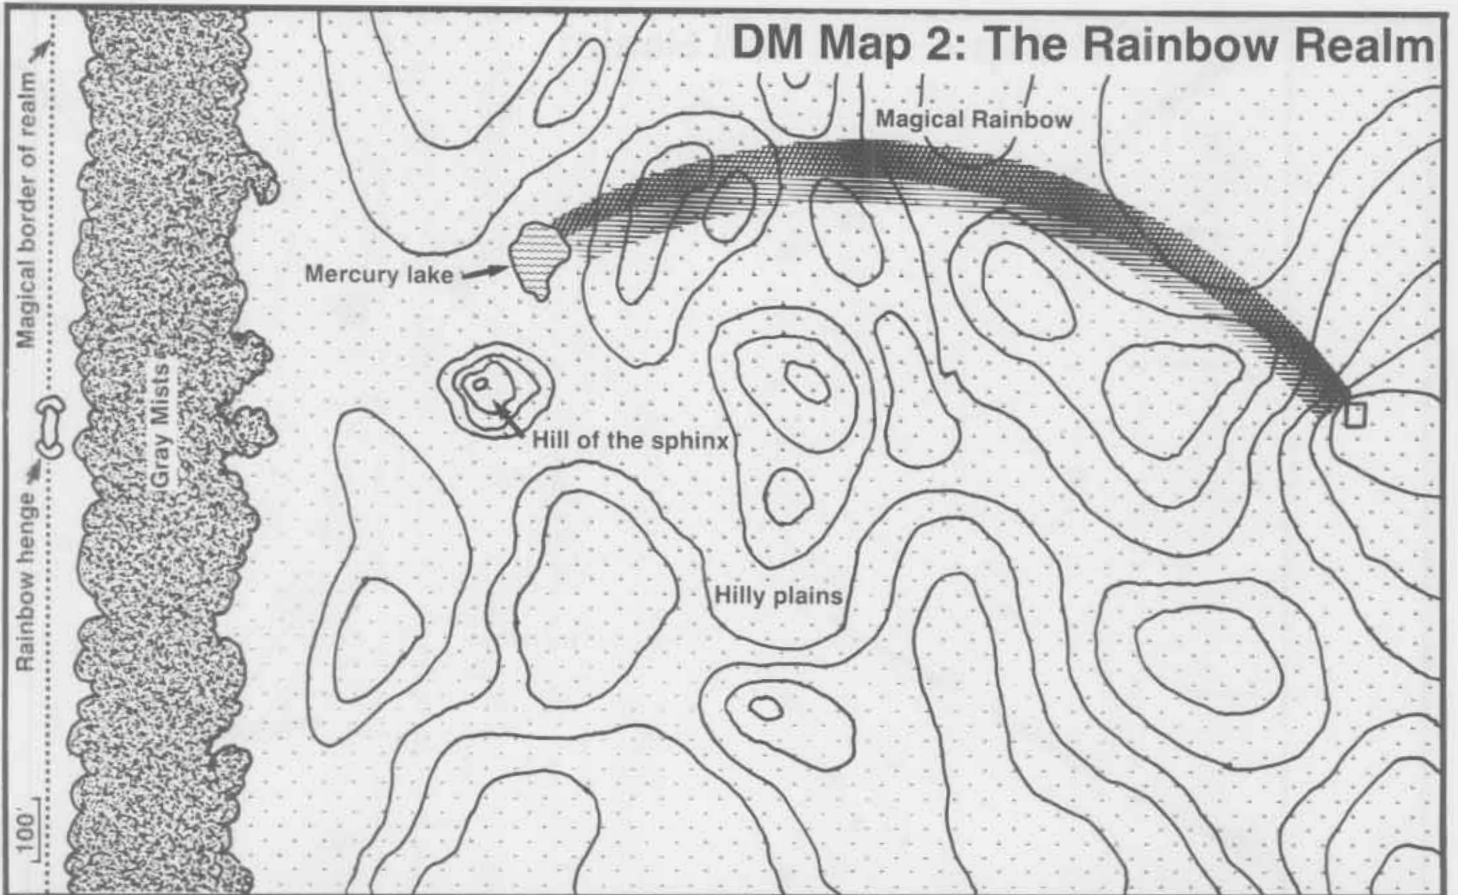 DM Map 2: The Rainbow Realm
Magical border of realm
Magical Rainbow
Mercury lake
Gray Mists
Hill of the sphinx
Rainbow henge
Hilly plains
100'